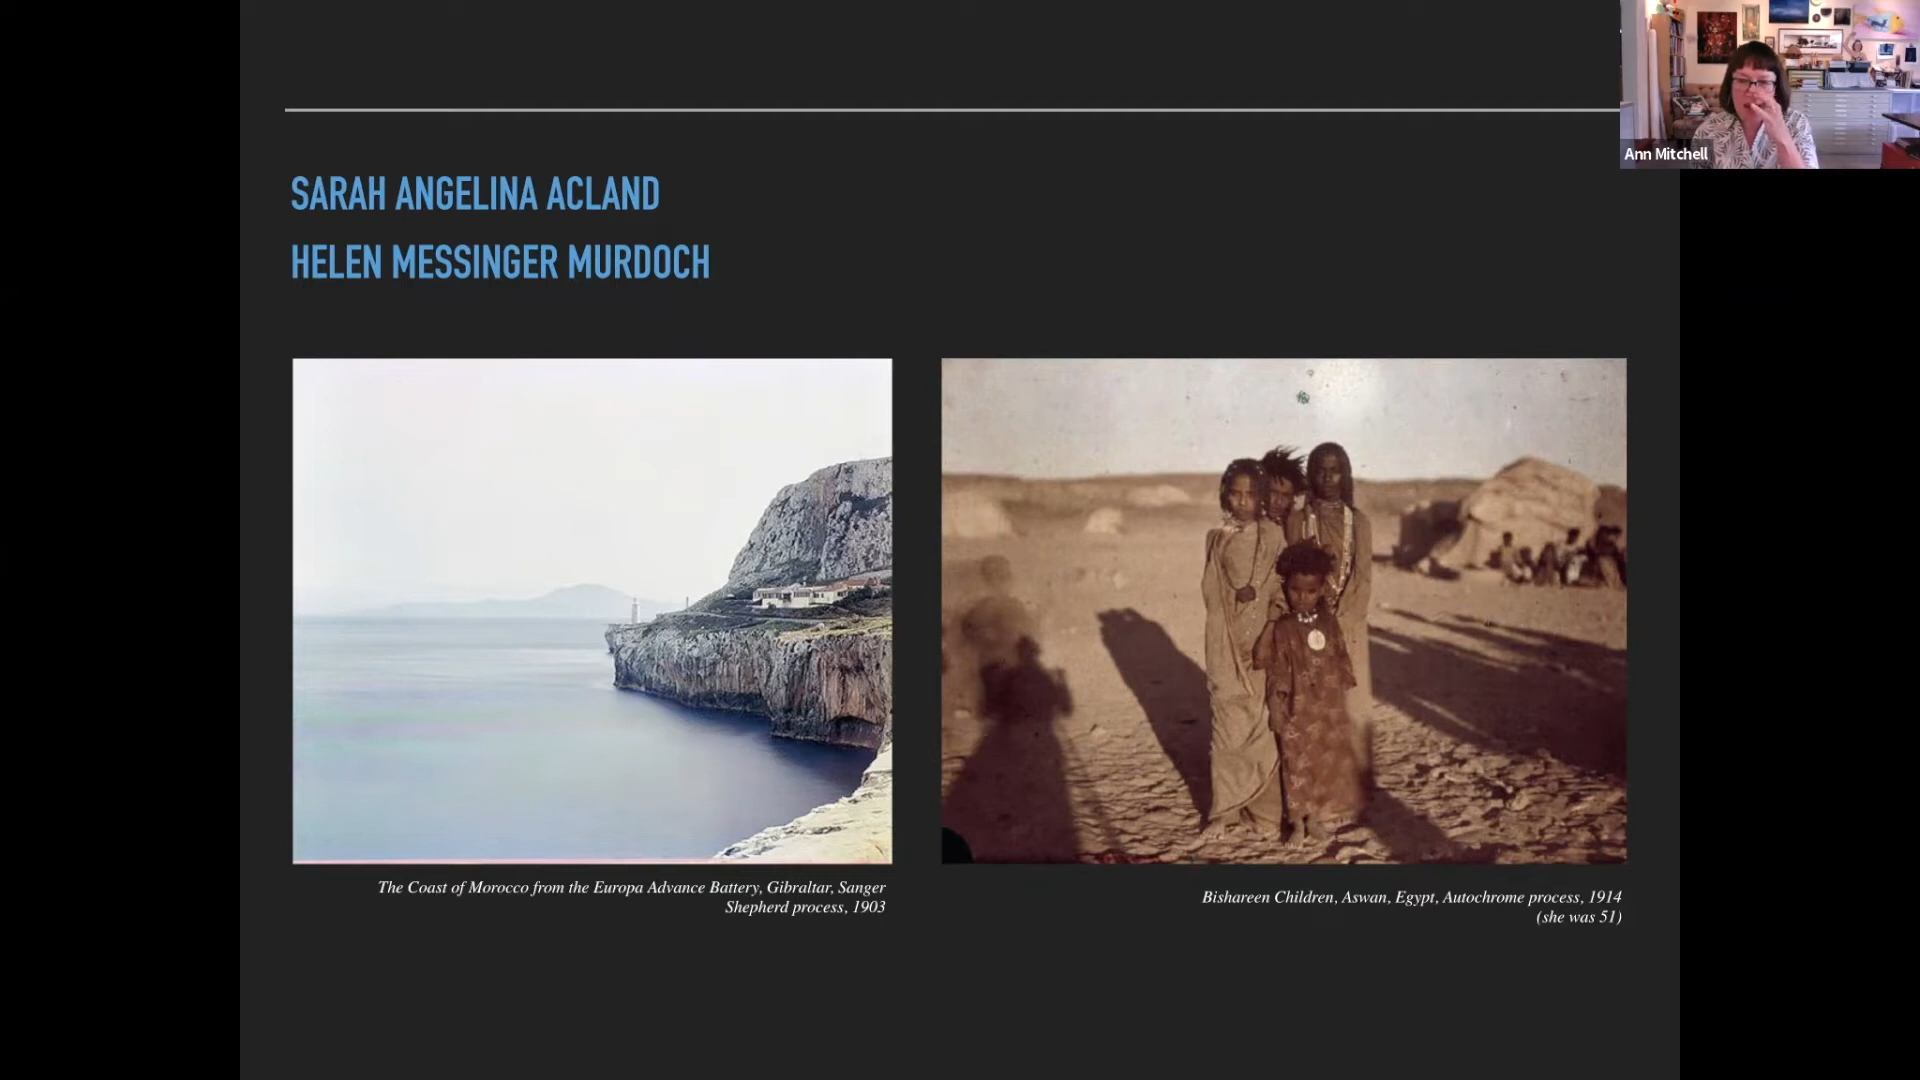 SARAH ANGELINA ACLAND
HELEN MESSINGER MURDOCH
The Coast of Morocco from the Europa Advance Battery, Gibraltar, Sanger
Shepherd process, 1903
Bishareen Children, Aswan, Egypt, Autochrome process, 1914
(she was 51)
Ann Mitchell